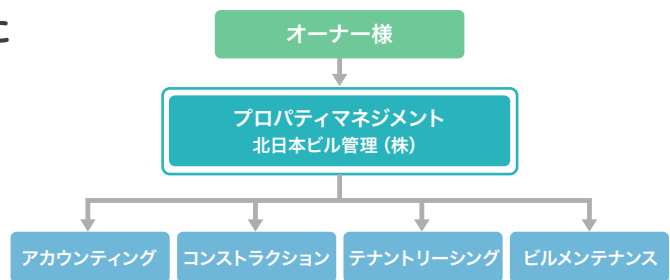 に
オーナー様
プロパティマネジメント
北日本ビル管理（株）
アカウンティング
コンストラクション
テナントリーシング
ビルメンテナンス